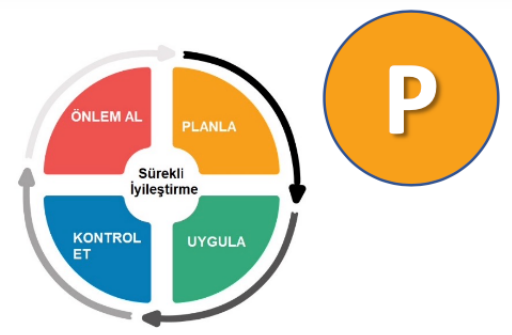 P
ÖNLEM AL
PLANLA
Sürekli
İyileştirme
KONTROL
ET
UYGULA